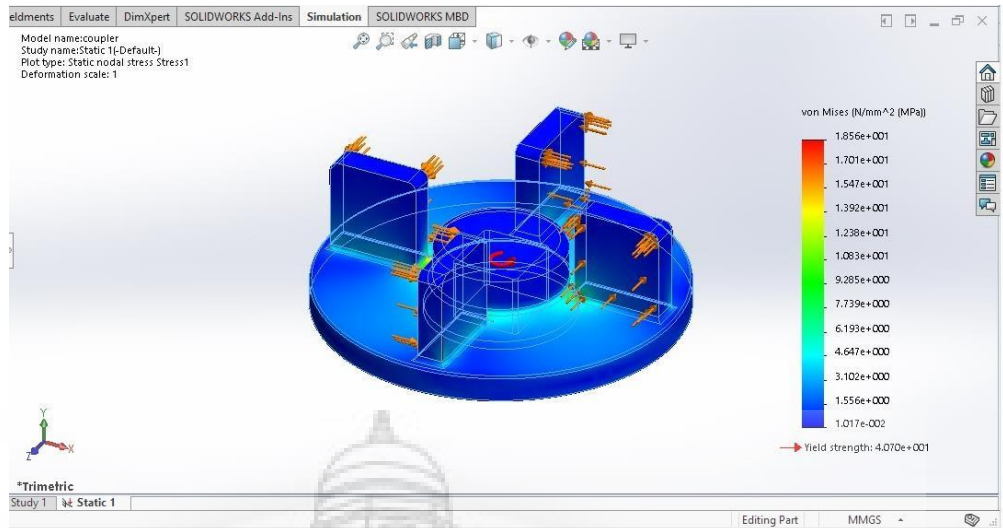 eldments Evaluate DimXpert SOLIDWORKS Add-Ins Simulation SOLIDWORKS MBD
Model name:coupler
Study name:Static 1(-Default-)
Plot type: Static nodal stress Stress1
Deformation scale: 1
von Mises (N/mm^2 (MPa))
1.856e+001
1.701e+001
1.547e+001
1.392e+001
1.238e+001
1.083e+001
9.285e+000
7.739e+000
6.193e+000
4.647e+000
3.102e+000
1.556e+000
1.017e-002
Yield strength: 4.070e+001
Y
X
Z
*Trimetric
Study 1 Static 1
Editing Part MMGS